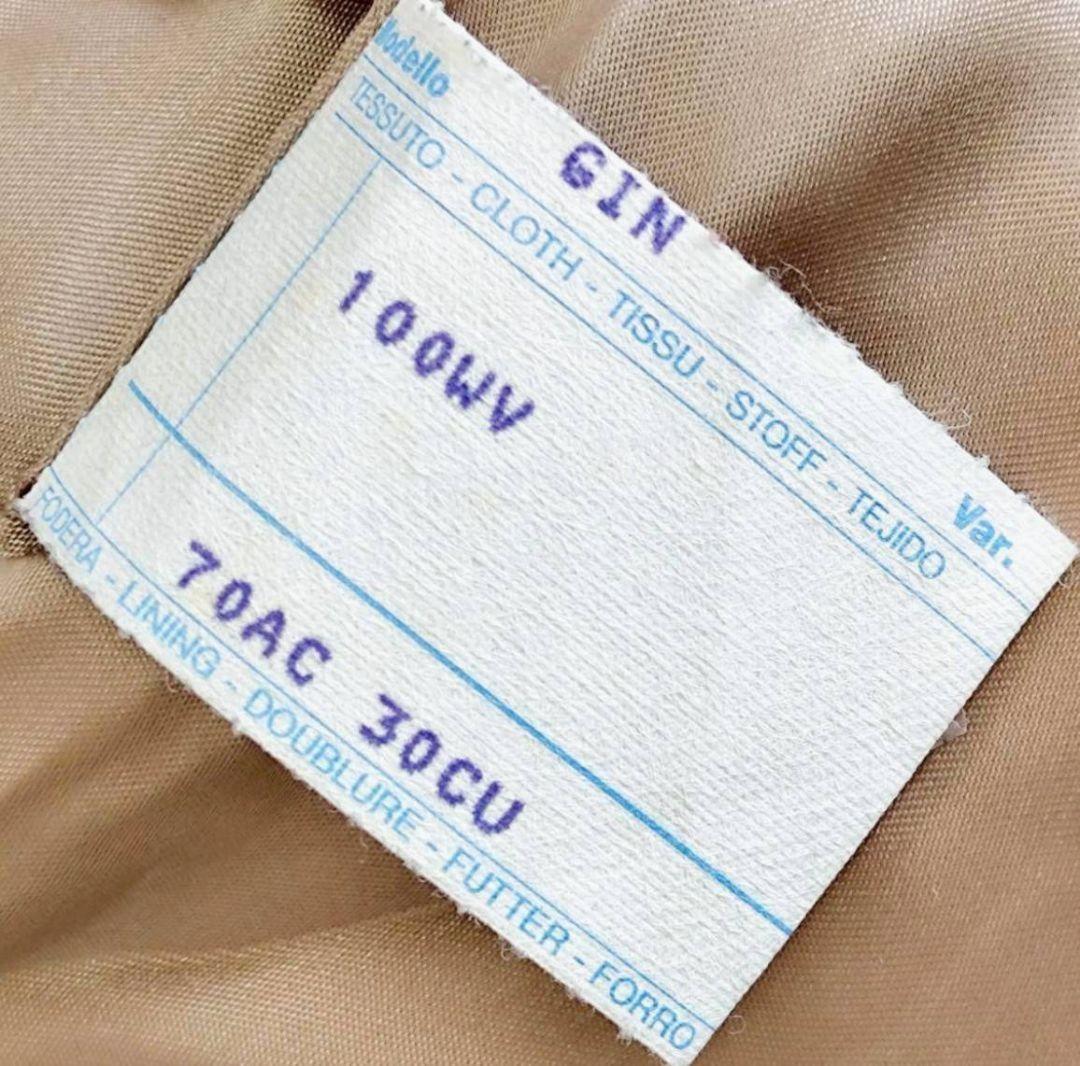 Modello GIN Var.
TESSUTO - CLOTH - TISSU - STOFF - TEJIDO
100WV
70AC 30CU
FODERA - LINING - DOUBLURE - FUTTER - FORRO